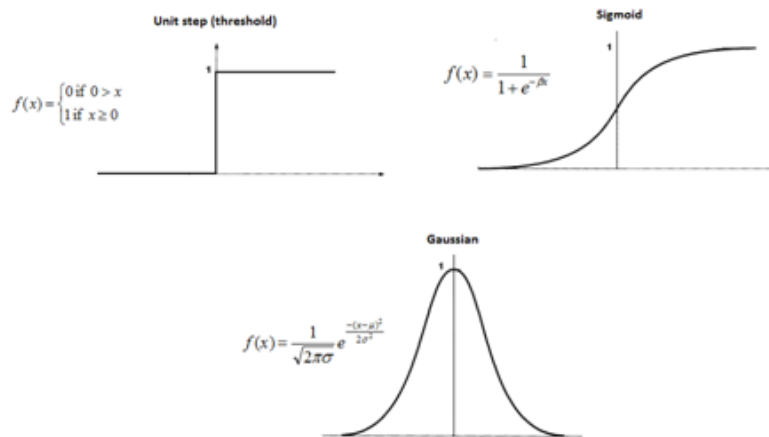 Unit step (threshold)
1
f(x) = {0 if 0 > x
1 if x ≥ 0
Sigmoid
1
f(x) = 1 / (1 + e^{-βx})
Gaussian
1
f(x) = 1 / √(2πσ) e^{-(x-μ)² / 2σ²}